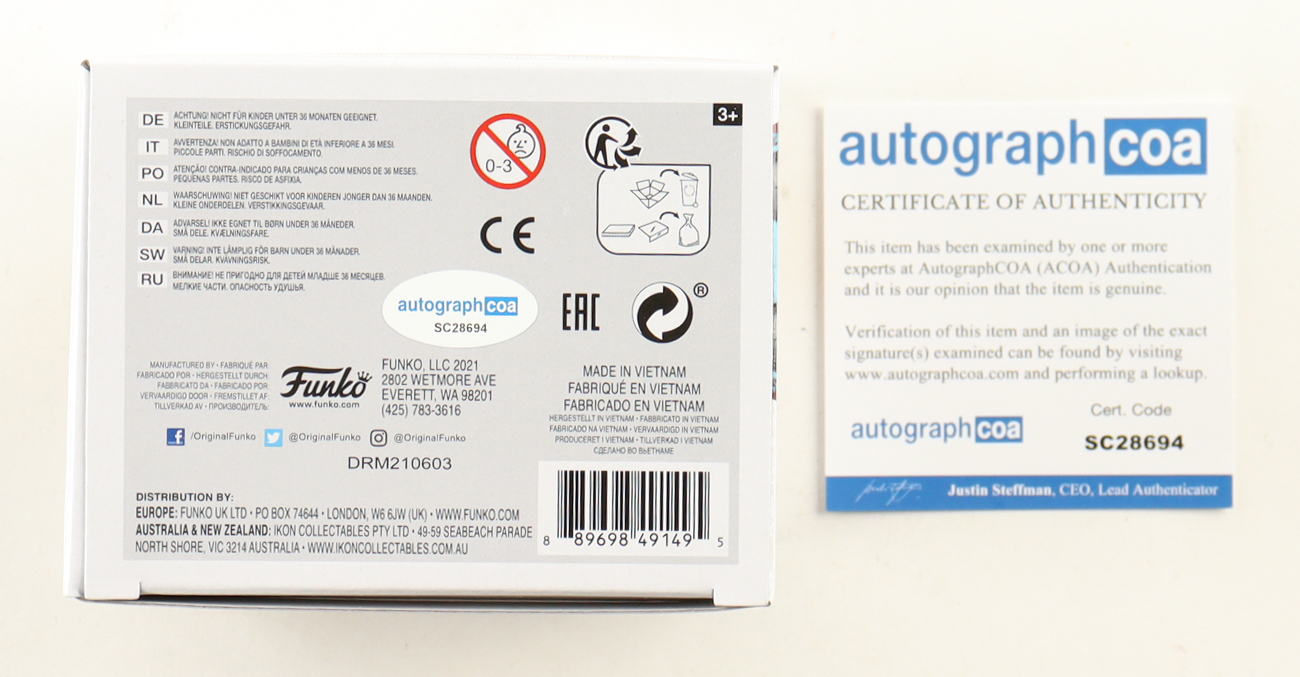 3+
DE ACHTUNG! NICHT FÜR KINDER UNTER 36 MONATEN GEEIGNET.
KLEINTEILE. ERSTICKUNGSGEFAHR.
IT AVVERTENZA! NON ADATTO A BAMBINI DI ETÀ INFERIORE A 36 MESI.
PICCOLE PARTI. RISCHIO DI SOFFOCAMENTO.
PO ATENÇÃO! CONTRA-INDICADO PARA CRIANÇAS COM MENOS DE 36 MESES.
PEQUENAS PARTES. RISCO DE ASFIXIA.
NL WAARSCHUWING! NIET GESCHIKT VOOR KINDEREN JONGER DAN 36 MAANDEN.
KLEINE ONDERDELEN. VERSTIKKINGSGEVAAR.
DA ADVARSEL! IKKE EGNET TIL BØRN UNDER 36 MÅNEDER.
SMÅ DELE. KVÆLNINGSFARE.
SW VARNING! INTE LÄMPLIG FÖR BARN UNDER 36 MÅNADER.
SMÅ DELAR. KVÄVNINGSRISK.
RU ВНИМАНИЕ! НЕ ПРИГОДНО ДЛЯ ДЕТЕЙ МЛАДШЕ 36 МЕСЯЦЕВ.
МЕЛКИЕ ЧАСТИ. ОПАСНОСТЬ УДУШЬЯ.
0-3
CE
autographcoa
SC28694
EAC
®
MANUFACTURED BY • FABRIQUÉ PAR
FABRICADO POR • HERGESTELLT DURCH:
FABBRICATO DA • FABRICADO POR:
VERVAARDIGD DOOR • FREMSTILLET AF:
TILLVERKAD AV • ПРОИЗВОДИТЕЛЬ:
Funko
www.funko.com
FUNKO, LLC 2021
2802 WETMORE AVE
EVERETT, WA 98201
(425) 783-3616
MADE IN VIETNAM
FABRIQUÉ EN VIETNAM
FABRICADO EN VIETNAM
HERGESTELLT IN VIETNAM • FABBRICATO IN VIETNAM
FABRICADO NA VIETNAM • VERVAARDIGD IN VIETNAM
PRODUCERET I VIETNAM • TILLVERKAD I VIETNAM
СДЕЛАНО ВО ВЬЕТНАМЕ
/OriginalFunko @OriginalFunko @OriginalFunko
DRM210603
DISTRIBUTION BY:
EUROPE: FUNKO UK LTD • PO BOX 74644 • LONDON, W6 6JW (UK) • WWW.FUNKO.COM
AUSTRALIA & NEW ZEALAND: IKON COLLECTABLES PTY LTD • 49-59 SEABEACH PARADE
NORTH SHORE, VIC 3214 AUSTRALIA • WWW.IKONCOLLECTABLES.COM.AU
8 89698 49149 5
autographcoa
CERTIFICATE OF AUTHENTICITY
This item has been examined by one or more
experts at AutographCOA (ACOA) Authentication
and it is our opinion that the item is genuine.
Verification of this item and an image of the exact
signature(s) examined can be found by visiting
www.autographcoa.com and performing a lookup.
autographcoa
Cert. Code
SC28694
Justin Steffman, CEO, Lead Authenticator